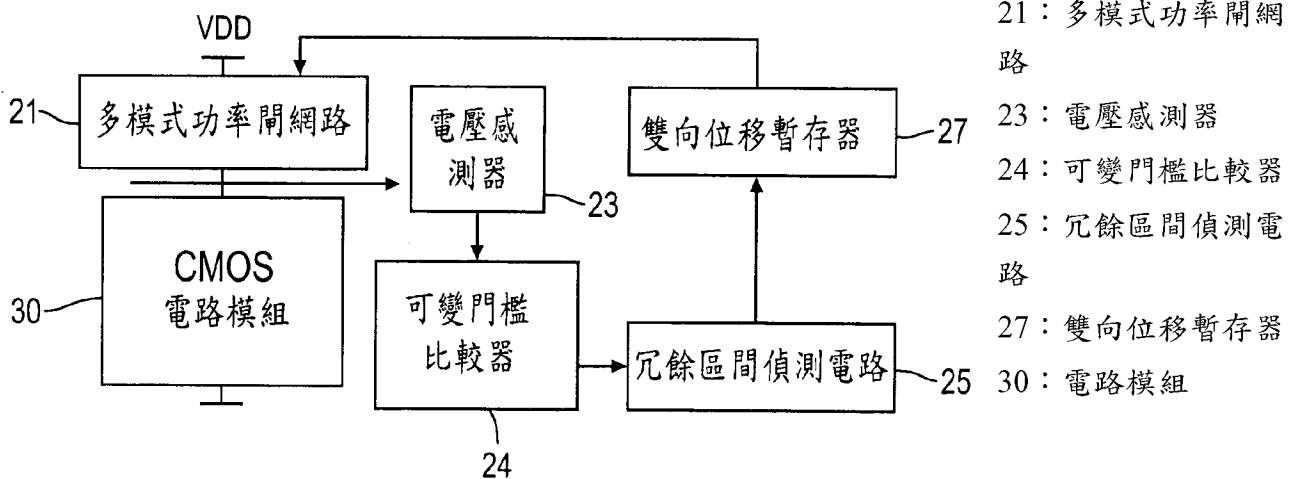 VDD
21
多模式功率閘網路
電壓感
測器
23
雙向位移暫存器
27
CMOS
電路模組
30
可變門檻
比較器
24
冗餘區間偵測電路
25
21：多模式功率閘網
路
23：電壓感測器
24：可變門檻比較器
25：冗餘區間偵測電
路
27：雙向位移暫存器
30：電路模組